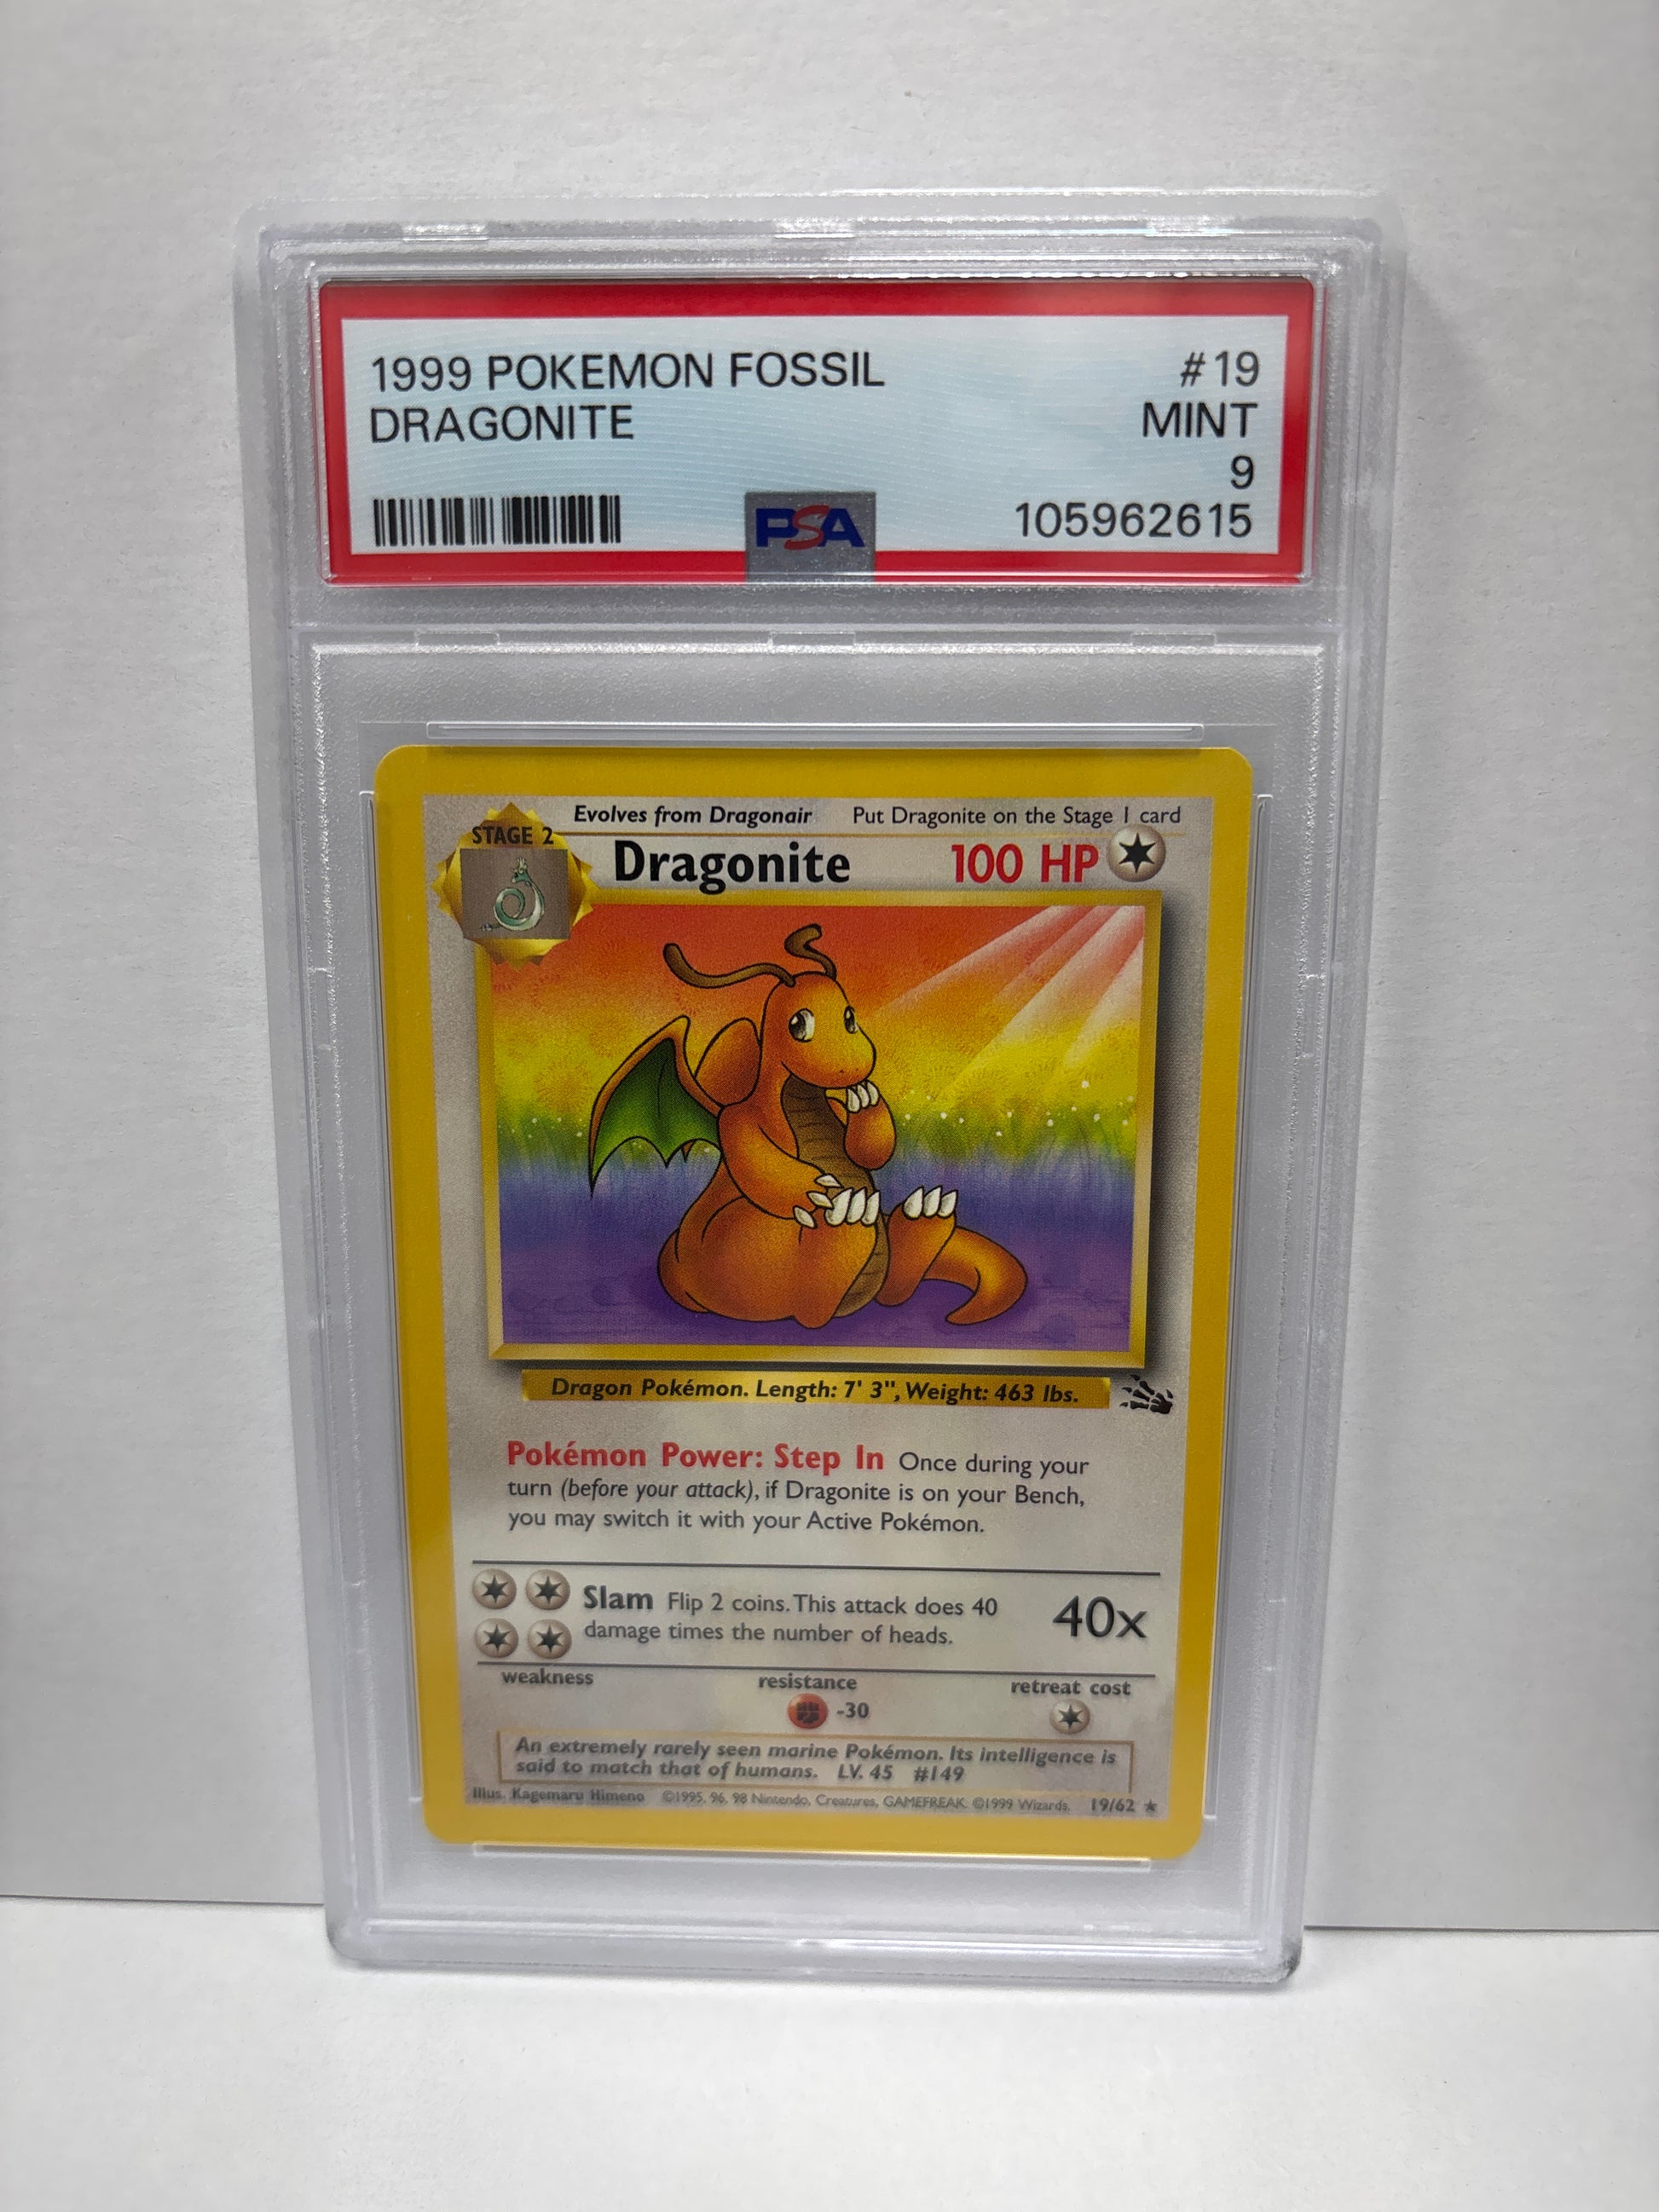 1999 POKEMON FOSSIL #19
DRAGONITE MINT
9
PSA 105962615
Evolves from Dragonair Put Dragonite on the Stage 1 card
STAGE 2
Dragonite 100 HP
Dragon Pokémon. Length: 7' 3", Weight: 463 lbs.
Pokémon Power: Step In Once during your
turn (before your attack), if Dragonite is on your Bench,
you may switch it with your Active Pokémon.
Slam Flip 2 coins. This attack does 40
damage times the number of heads.
40x
weakness resistance retreat cost
-30
An extremely rarely seen marine Pokémon. Its intelligence is
said to match that of humans. LV. 45 #149
Illus. Kagemaru Himeno ©1995, 96, 98 Nintendo, Creatures, GAMEFREAK. ©1999 Wizards. 19/62 ★